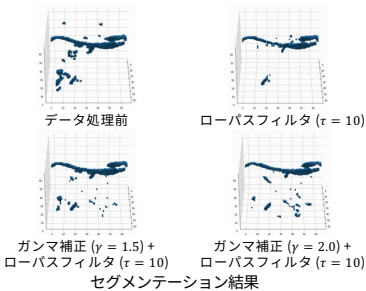 データ処理前
ローパスフィルタ (τ = 10)
ガンマ補正 (γ = 1.5) +
ローパスフィルタ (τ = 10)
ガンマ補正 (γ = 2.0) +
ローパスフィルタ (τ = 10)
セグメンテーション結果